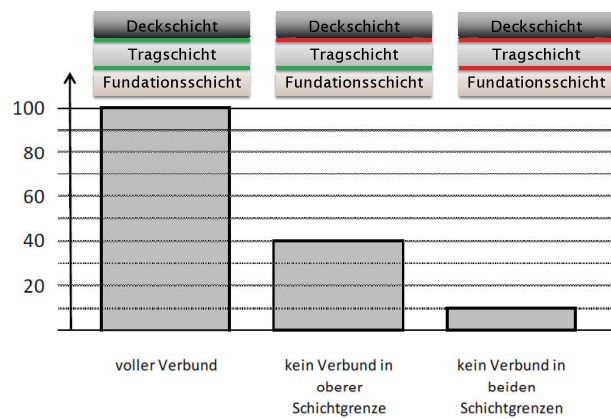 Deckschicht
Tragschicht
Fundationsschicht
Deckschicht
Tragschicht
Fundationsschicht
Deckschicht
Tragschicht
Fundationsschicht
100
80
60
40
20
voller Verbund
kein Verbund in
oberer
Schichtgrenze
kein Verbund in
beiden
Schichtgrenzen